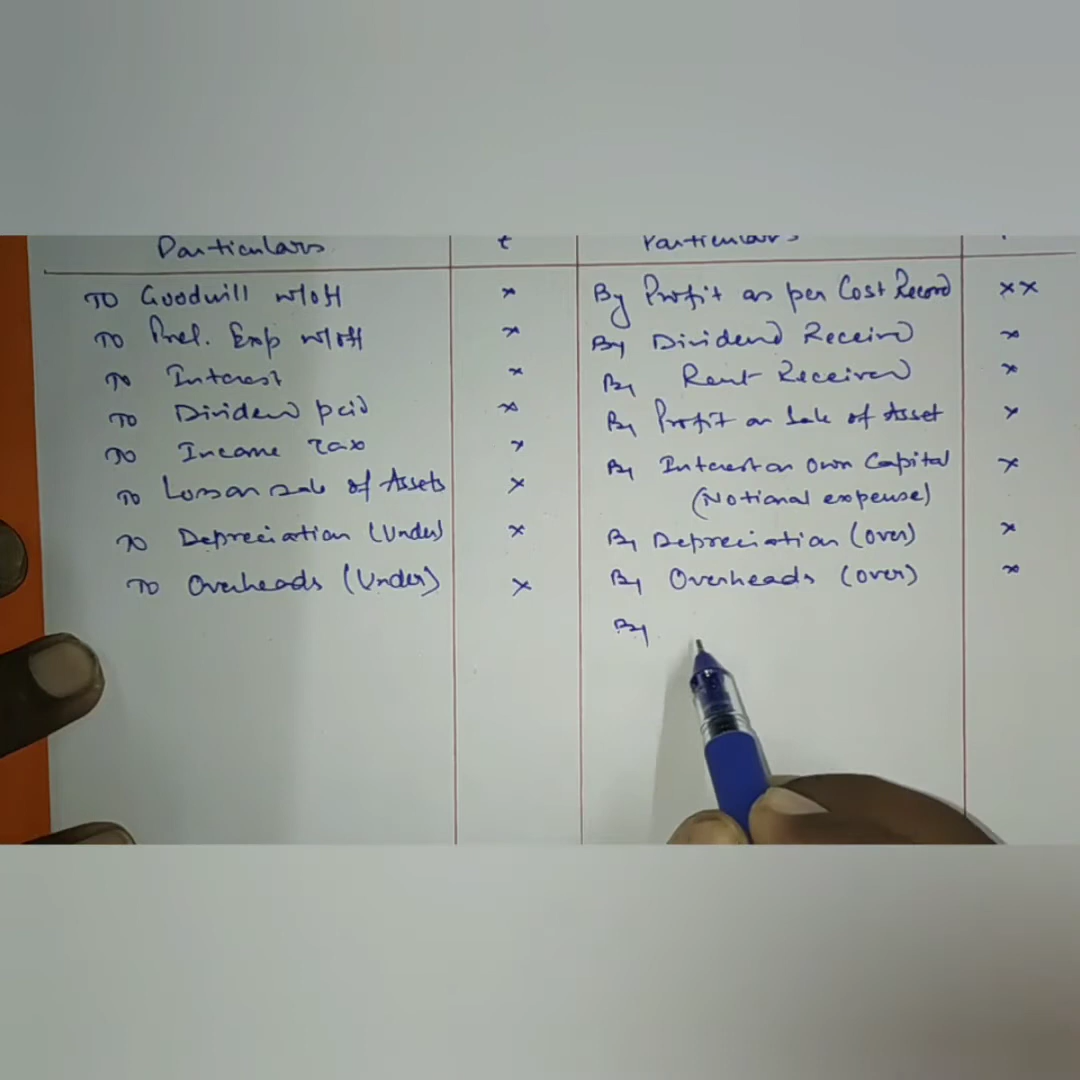 Particulars ₹ Particulars
To Goodwill w/off × By Profit as per Cost Record ××
To Prel. Exp w/off × By Dividend Received ×
To Interest × By Rent Received ×
To Dividend paid × By Profit on Sale of Asset ×
To Income Tax × By Interest on Own Capital ×
(Notional expense)
To Loss on sale of Assets ×
To Depreciation (Under) × By Depreciation (Over) ×
To Overheads (Under) × By Overheads (Over) ×
By